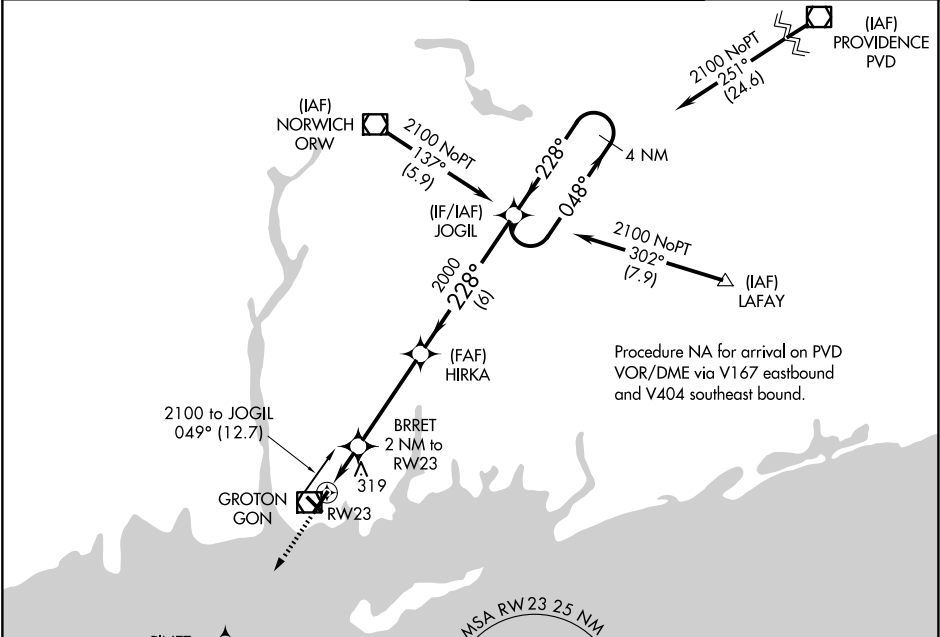 (IAF)
PROVIDENCE
PVD
2100 NoPT
251°
(24.6)
(IAF)
NORWICH
ORW
2100 NoPT
137°
(5.9)
228°
048°
4 NM
(IF/IAF)
JOGIL
2100 NoPT
302°
(7.9)
(IAF)
LAFAY
2000
228°
(6)
(FAF)
HIRKA
Procedure NA for arrival on PVD
VOR/DME via V167 eastbound
and V404 southeast bound.
2100 to JOGIL
049° (12.7)
BRRET
2 NM to
RW23
319
GROTON
GON
RW23
MSA RW23 25 NM